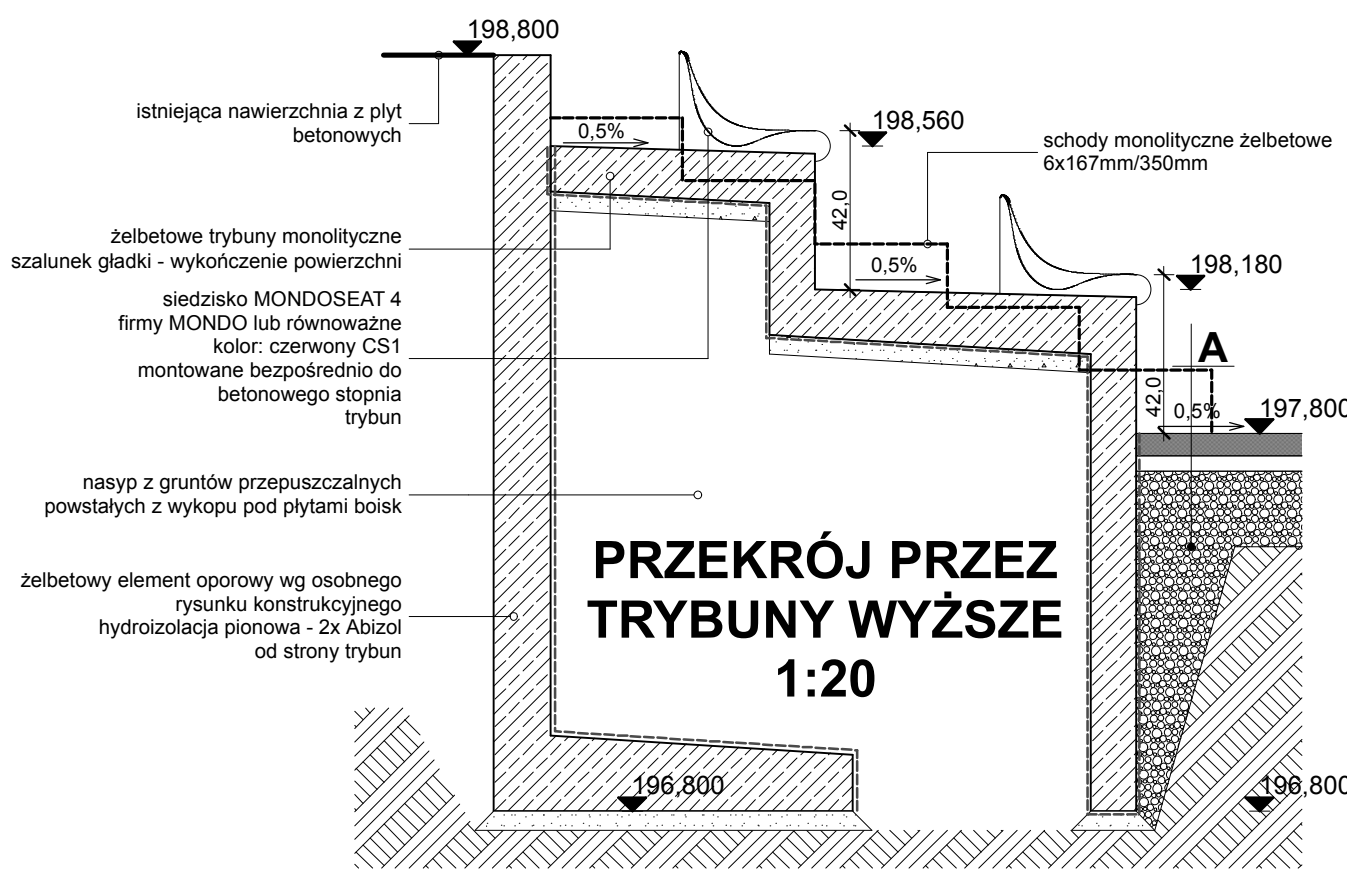 198,800
istniejąca nawierzchnia z plyt
betonowych
0,5%
198,560
schody monolityczne żelbetowe
6x167mm/350mm
42,0
żelbetowe trybuny monolityczne
szalunek gładki - wykończenie powierzchni
0,5%
198,180
siedzisko MONDOSEAT 4
firmy MONDO lub równoważne
kolor: czerwony CS1
montowane bezpośrednio do
betonowego stopnia
trybun
A
42,0
0,5%
197,800
nasyp z gruntów przepuszczalnych
powstałych z wykopu pod płytami boisk
PRZEKRÓJ PRZEZ
TRYBUNY WYŻSZE
1:20
żelbetowy element oporowy wg osobnego
rysunku konstrukcyjnego
hydroizolacja pionowa - 2x Abizol
od strony trybun
196,800
196,800